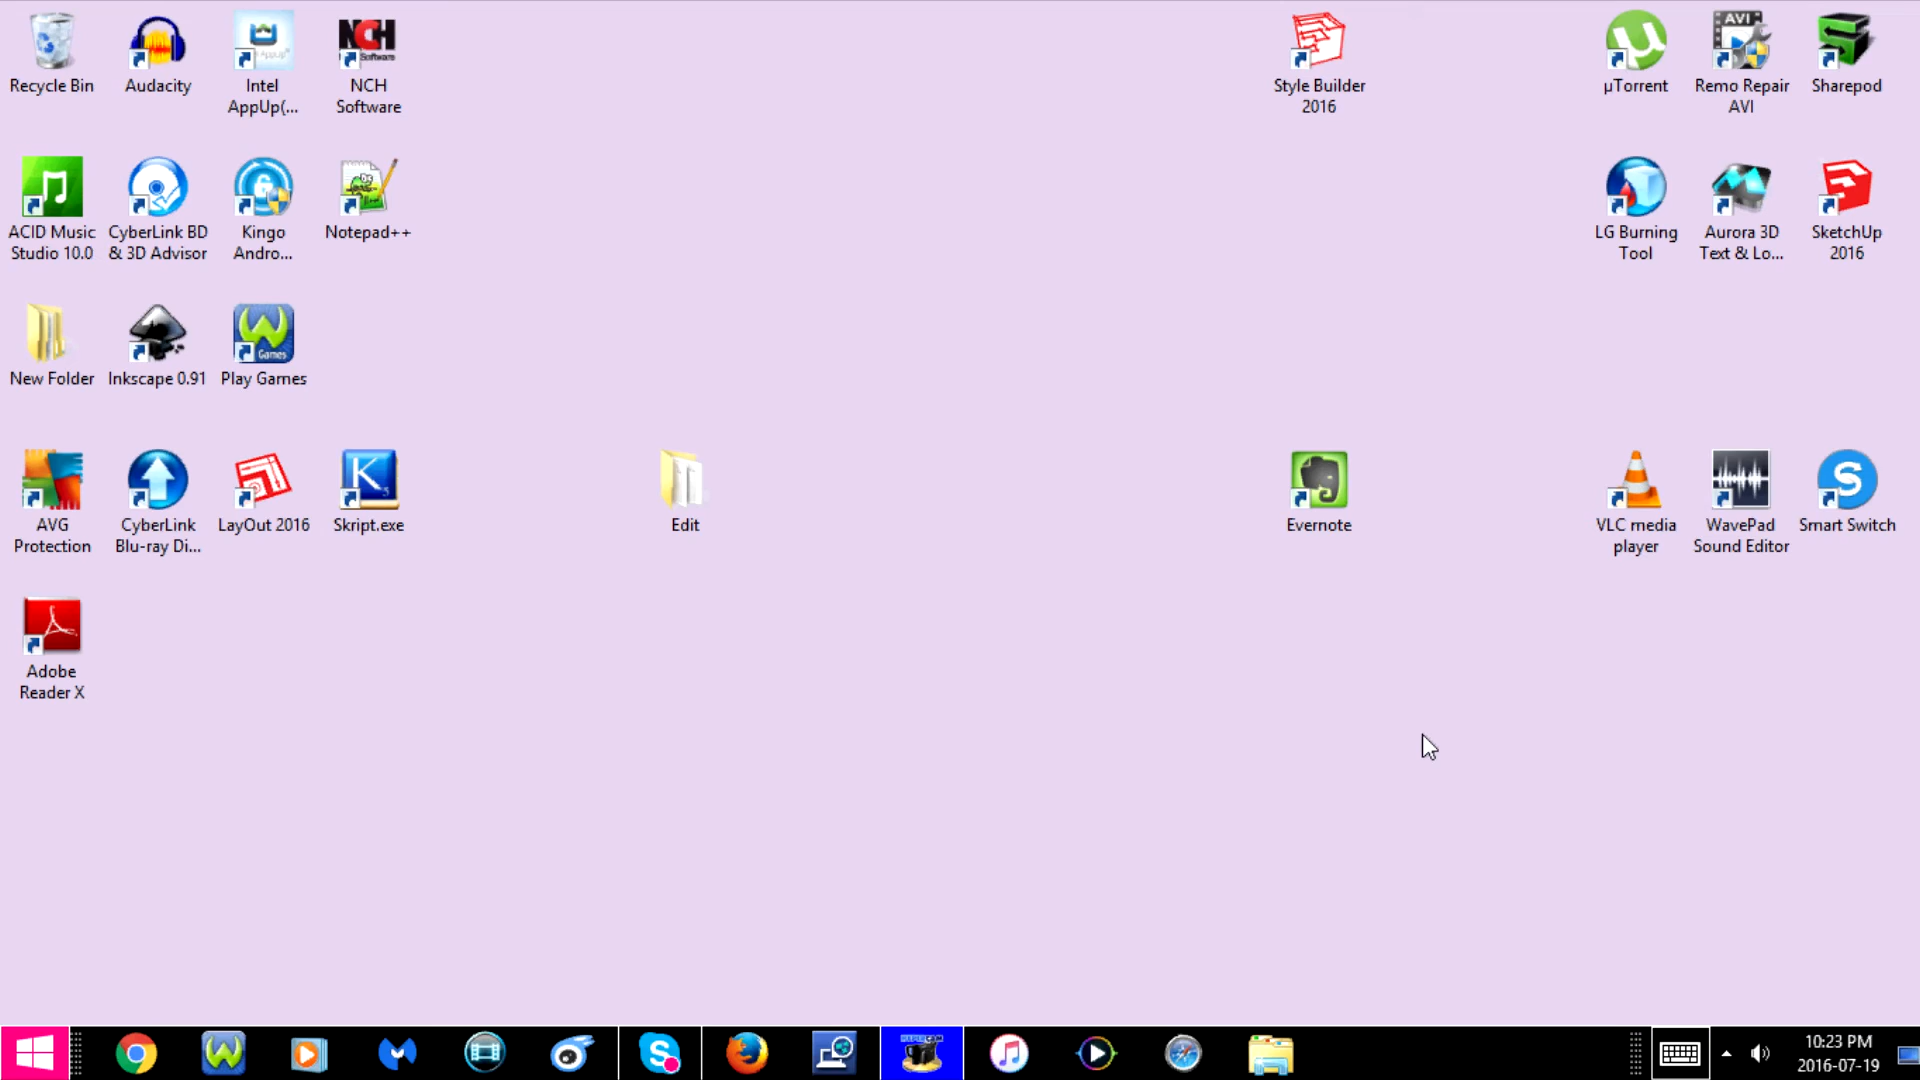 Recycle Bin
Audacity
Intel
AppUp(...
NCH
Software
Style Builder
2016
µTorrent
Remo Repair
AVI
Sharepod
ACID Music
Studio 10.0
CyberLink BD
& 3D Advisor
Kingo
Andro...
Notepad++
LG Burning
Tool
Aurora 3D
Text & Lo...
SketchUp
2016
New Folder
Inkscape 0.91
Games
Play Games
AVG
Protection
CyberLink
Blu-ray Di...
LayOut 2016
Skript.exe
Edit
Evernote
VLC media
player
WavePad
Sound Editor
Smart Switch
Adobe
Reader X
10:23 PM
2016-07-19